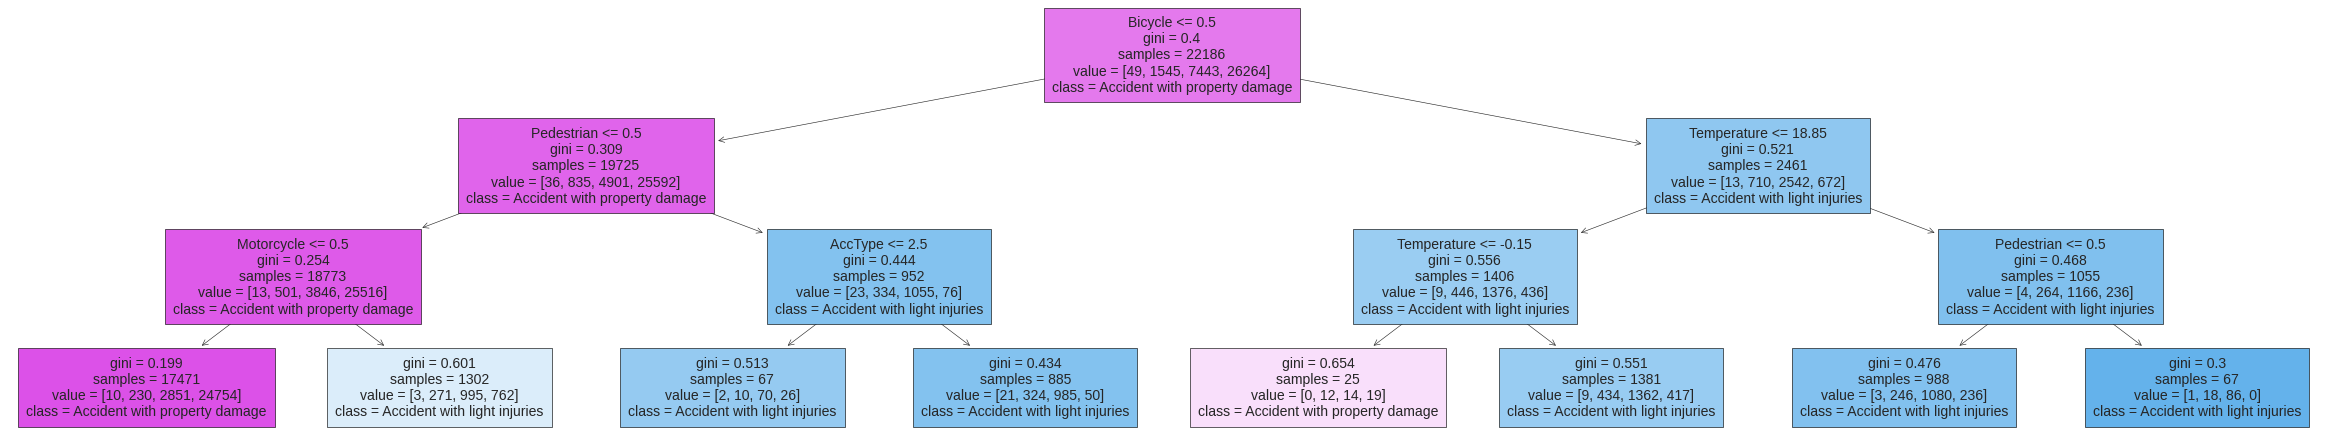 Bicycle <= 0.5
gini = 0.4
samples = 22186
value = [49, 1545, 7443, 26264]
class = Accident with property damage
Pedestrian <= 0.5
gini = 0.309
samples = 19725
value = [36, 835, 4901, 25592]
class = Accident with property damage
Temperature <= 18.85
gini = 0.521
samples = 2461
value = [13, 710, 2542, 672]
class = Accident with light injuries
Motorcycle <= 0.5
gini = 0.254
samples = 18773
value = [13, 501, 3846, 25516]
class = Accident with property damage
AccType <= 2.5
gini = 0.444
samples = 952
value = [23, 334, 1055, 76]
class = Accident with light injuries
Temperature <= -0.15
gini = 0.556
samples = 1406
value = [9, 446, 1376, 436]
class = Accident with light injuries
Pedestrian <= 0.5
gini = 0.468
samples = 1055
value = [4, 264, 1166, 236]
class = Accident with light injuries
gini = 0.199
samples = 17471
value = [10, 230, 2851, 24754]
class = Accident with property damage
gini = 0.601
samples = 1302
value = [3, 271, 995, 762]
class = Accident with light injuries
gini = 0.513
samples = 67
value = [2, 10, 70, 26]
class = Accident with light injuries
gini = 0.434
samples = 885
value = [21, 324, 985, 50]
class = Accident with light injuries
gini = 0.654
samples = 25
value = [0, 12, 14, 19]
class = Accident with property damage
gini = 0.551
samples = 1381
value = [9, 434, 1362, 417]
class = Accident with light injuries
gini = 0.476
samples = 988
value = [3, 246, 1080, 236]
class = Accident with light injuries
gini = 0.3
samples = 67
value = [1, 18, 86, 0]
class = Accident with light injuries